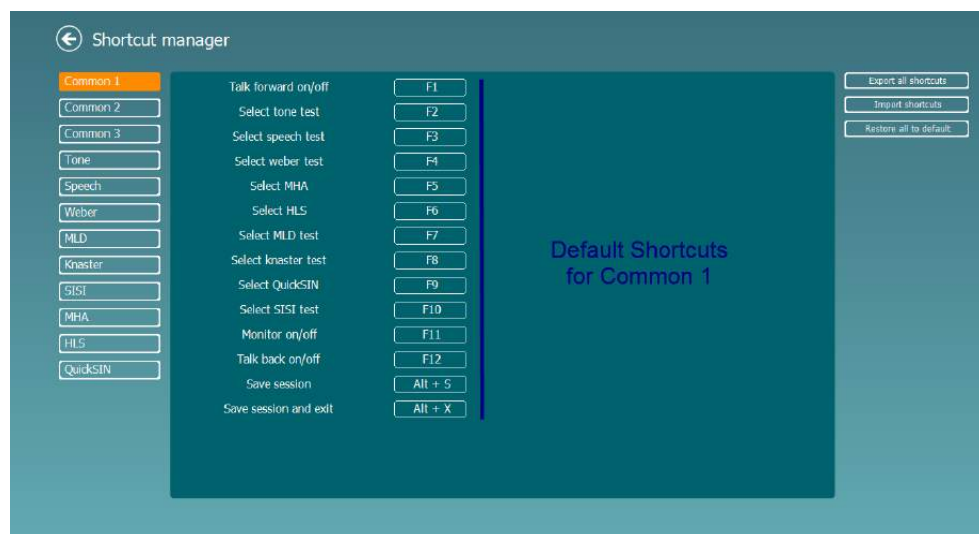 Shortcut manager
Common 1
Common 2
Common 3
Tone
Speech
Weber
MLD
Knaster
SISI
MHA
HLS
QuickSIN
Talk forward on/off F1
Select tone test F2
Select speech test F3
Select weber test F4
Select MHA F5
Select HLS F6
Select MLD test F7
Select knaster test F8
Select QuickSIN F9
Select SISI test F10
Monitor on/off F11
Talk back on/off F12
Save session Alt + S
Save session and exit Alt + X
Default Shortcuts
for Common 1
Export all shortcuts
Import shortcuts
Restore all to default